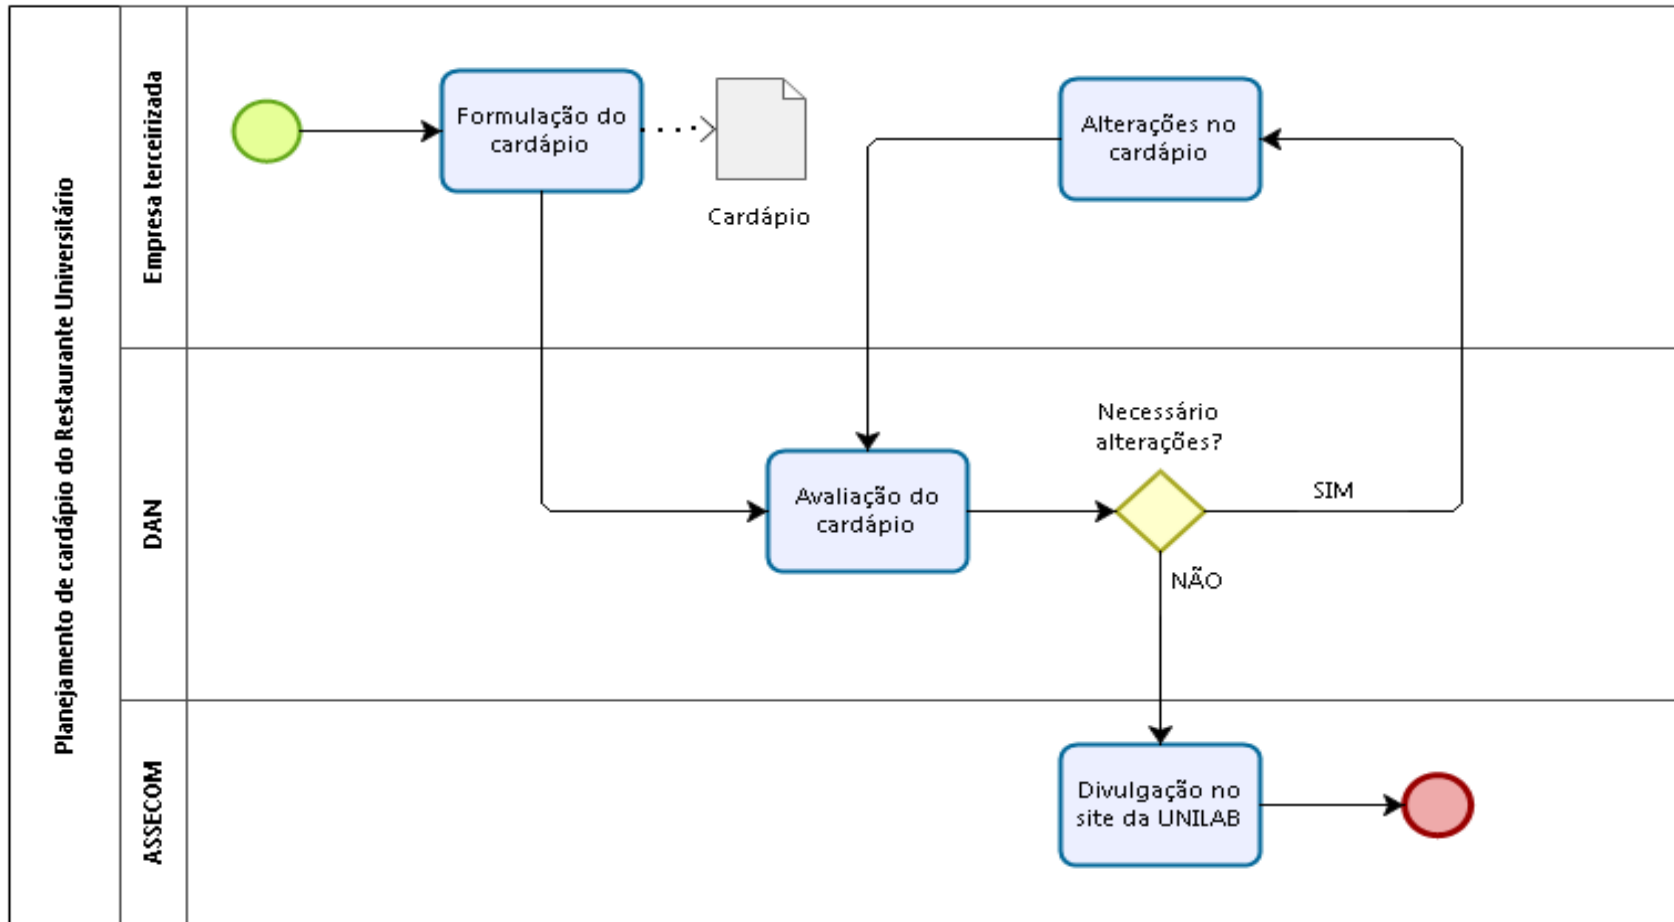 Planejamento de cardápio do Restaurante Universitário
Empresa terceirizada
Formulação do
cardápio
Cardápio
Alterações no
cardápio
DAN
Avaliação do
cardápio
Necessário
alterações?
SIM
NÃO
ASSECOM
Divulgação no
site da UNILAB